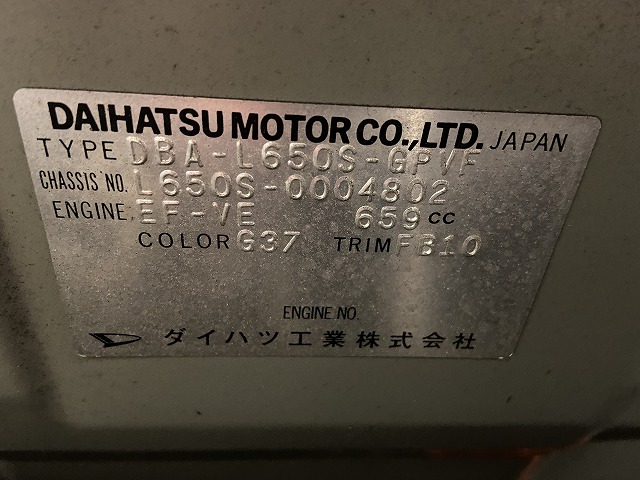 DAIHATSU MOTOR CO., LTD. JAPAN
TYPE DBA-L650S-GPVF
CHASSIS NO. L650S-0004802
ENGINE EF-VE 659 CC
COLOR G37 TRIM FB10
ENGINE NO.
ダイハツ工業株式会社